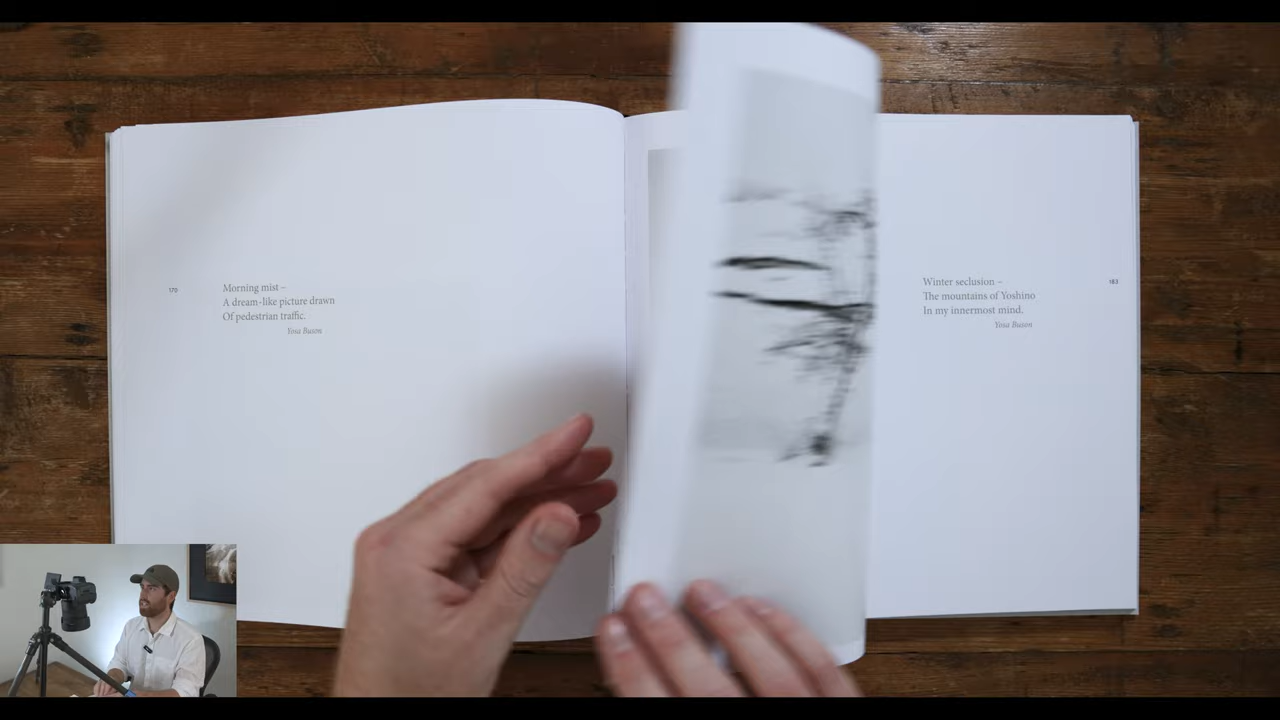 170
Morning mist –
A dream-like picture drawn
Of pedestrian traffic.
Yosa Buson
Winter seclusion –
The mountains of Yoshino
In my innermost mind.
Yosa Buson
183